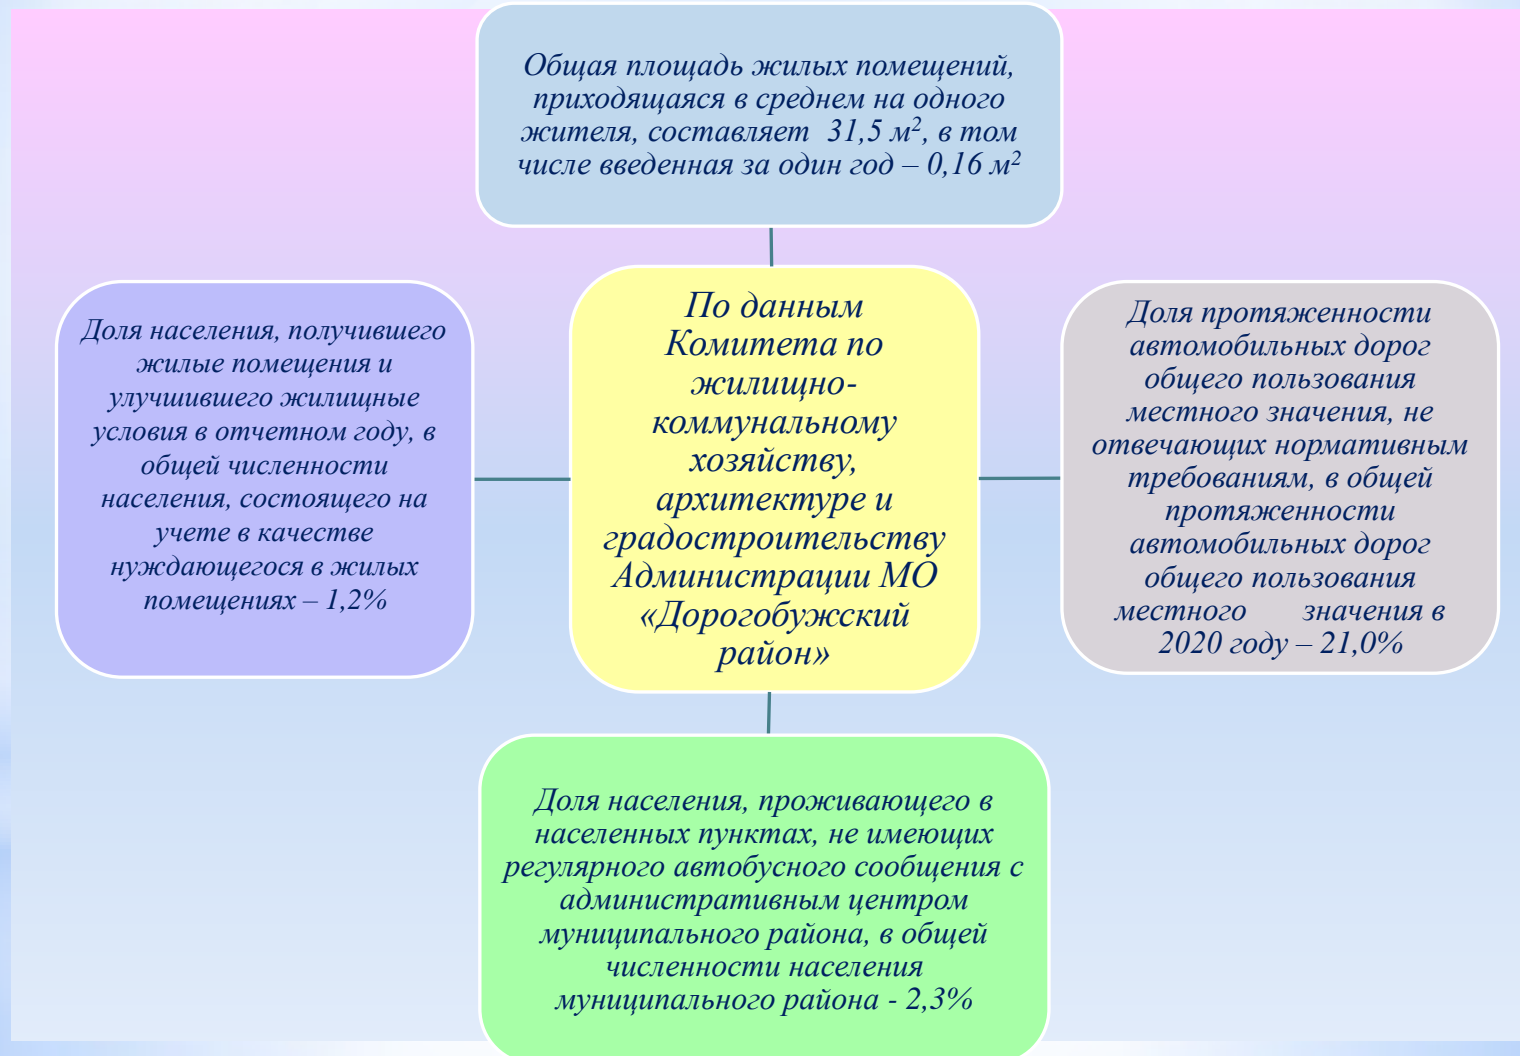 Общая площадь жилых помещений,
приходящаяся в среднем на одного
жителя, составляет 31,5 м², в том
числе введенная за один год – 0,16 м²
Доля населения, получившего
жилые помещения и
улучшившего жилищные
условия в отчетном году, в
общей численности
населения, состоящего на
учете в качестве
нуждающегося в жилых
помещениях – 1,2%
По данным
Комитета по
жилищно-
коммунальному
хозяйству,
архитектуре и
градостроительству
Администрации МО
«Дорогобужский
район»
Доля протяженности
автомобильных дорог
общего пользования
местного значения, не
отвечающих нормативным
требованиям, в общей
протяженности
автомобильных дорог
общего пользования
местного значения в
2020 году – 21,0%
Доля населения, проживающего в
населенных пунктах, не имеющих
регулярного автобусного сообщения с
административным центром
муниципального района, в общей
численности населения
муниципального района - 2,3%